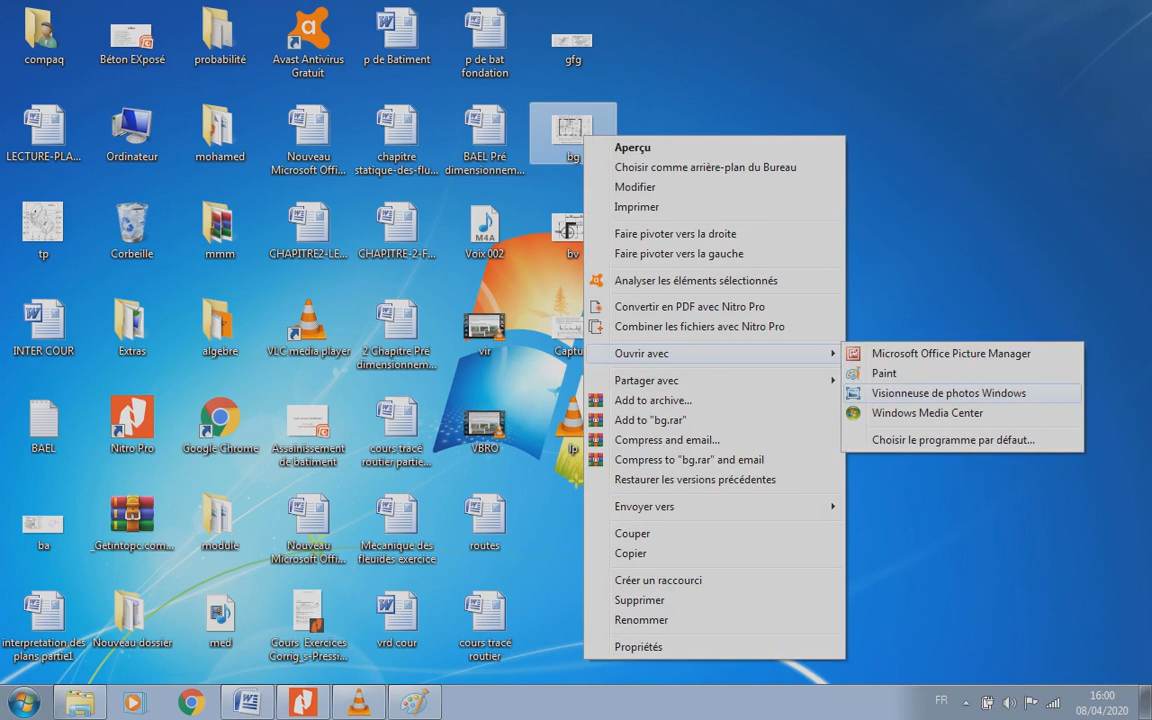 compaq
Béton EXposé
probabilité
Avast Antivirus
Gratuit
p de Batiment
p de bat
fondation
gfg
LECTURE-PLA...
Ordinateur
mohamed
Nouveau
Microsoft Offi...
chapitre
statique-des-flu...
BAEL Pré
dimensionnem...
bg
tp
Corbeille
mmm
CHAPITRE2-LE...
CHAPITRE-2-F...
M4A
Voix 002
bv
INTER COUR
Extras
algebre
VLC media player
2 Chapitre Pré
dimensionnem...
vir
Captu
BAEL
Nitro Pro
Google Chrome
Assainissement
de batiment
cours tracé
routier partie...
VBRO
ba
_Getintopc.com...
module
Nouveau
Microsoft Offi...
Mecanique des
fleuides exercice
routes
interpretation des
plans partie1
Nouveau dossier
med
Cours_Exercices
Corrig_s-Pressi...
vrd cour
cours tracé
routier
Aperçu
Choisir comme arrière-plan du Bureau
Modifier
Imprimer
Faire pivoter vers la droite
Faire pivoter vers la gauche
Analyser les éléments sélectionnés
Convertir en PDF avec Nitro Pro
Combiner les fichiers avec Nitro Pro
Ouvrir avec
Partager avec
Add to archive...
Add to "bg.rar"
Compress and email...
Compress to "bg.rar" and email
Restaurer les versions précédentes
Envoyer vers
Couper
Copier
Créer un raccourci
Supprimer
Renommer
Propriétés
Microsoft Office Picture Manager
Paint
Visionneuse de photos Windows
Windows Media Center
Choisir le programme par défaut...
FR
16:00
08/04/2020